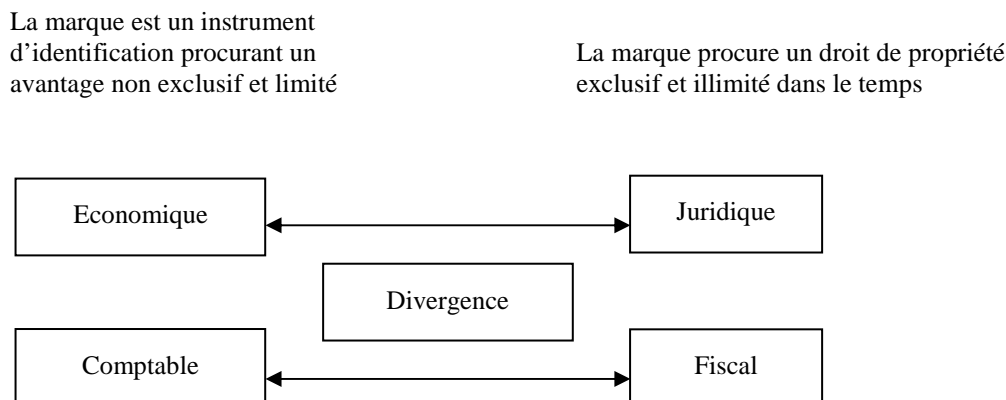 La marque est un instrument
d’identification procurant un
avantage non exclusif et limité
La marque procure un droit de propriété
exclusif et illimité dans le temps
Economique
Juridique
Divergence
Comptable
Fiscal